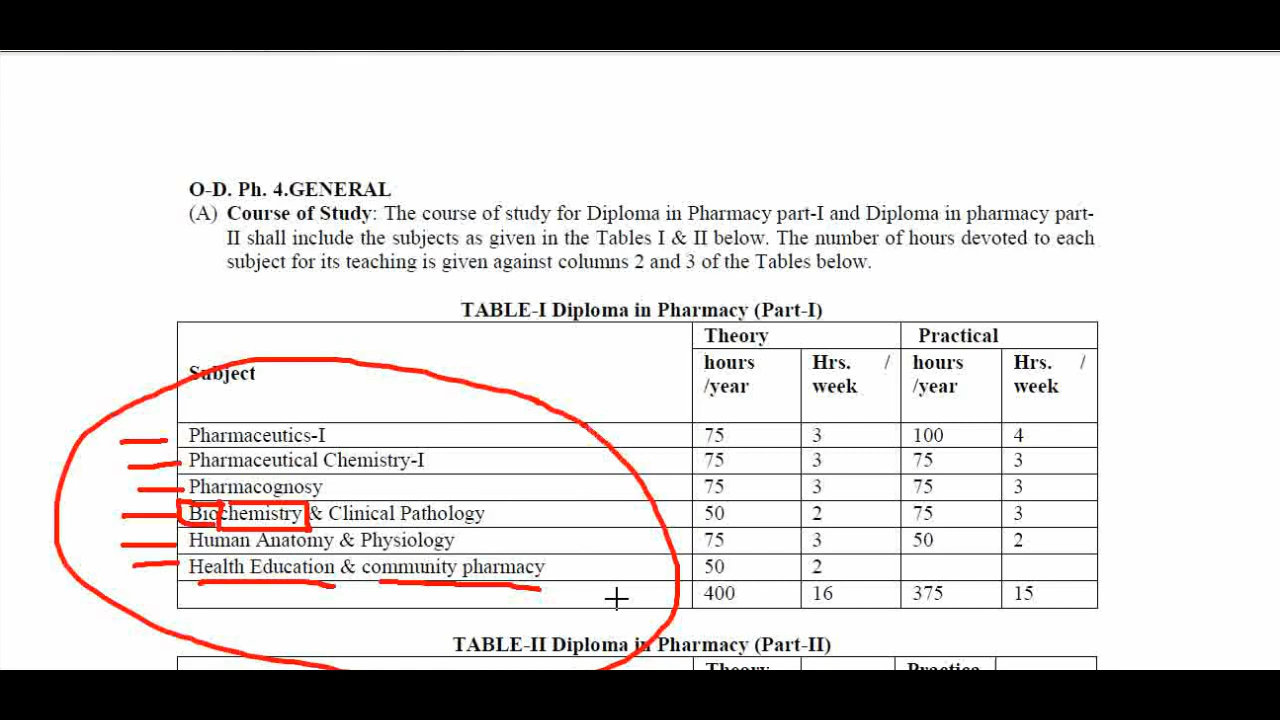 O-D. Ph. 4.GENERAL
(A) Course of Study: The course of study for Diploma in Pharmacy part-I and Diploma in pharmacy part-
II shall include the subjects as given in the Tables I & II below. The number of hours devoted to each
subject for its teaching is given against columns 2 and 3 of the Tables below.
TABLE-I Diploma in Pharmacy (Part-I)
Subject Theory Practical
hours /year Hrs. / week hours /year Hrs. / week
Pharmaceutics-I 75 3 100 4
Pharmaceutical Chemistry-I 75 3 75 3
Pharmacognosy 75 3 75 3
Biochemistry & Clinical Pathology 50 2 75 3
Human Anatomy & Physiology 75 3 50 2
Health Education & community pharmacy 50 2
400 16 375 15
TABLE-II Diploma in Pharmacy (Part-II)
Theory Practica